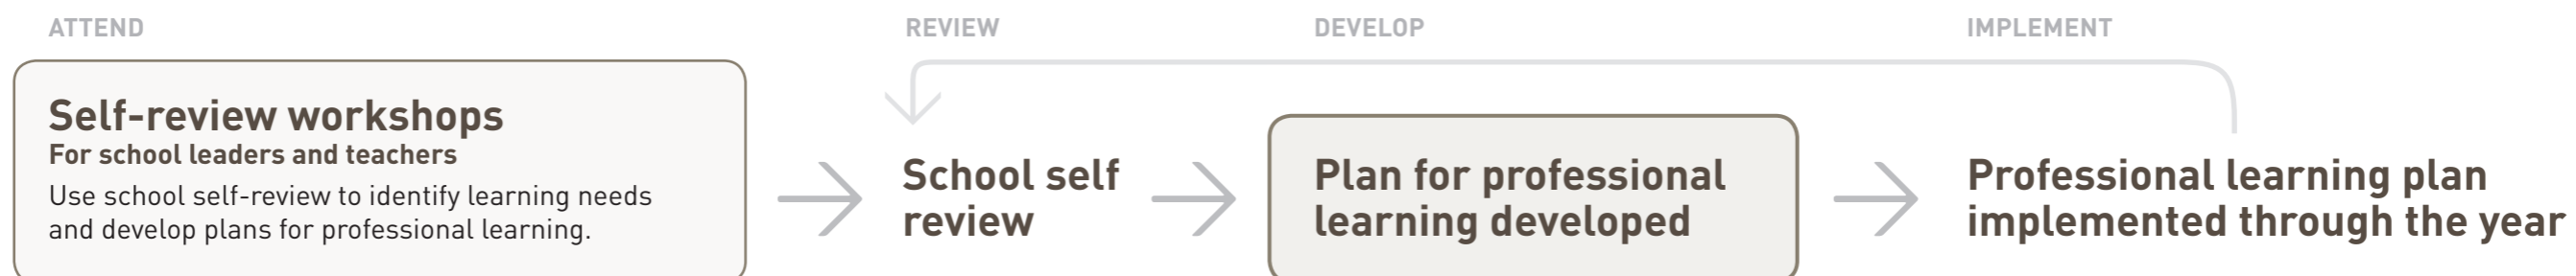 ATTEND
REVIEW
DEVELOP
IMPLEMENT
Self-review workshops
For school leaders and teachers
Use school self-review to identify learning needs
and develop plans for professional learning.
School self
review
Plan for professional
learning developed
Professional learning plan
implemented through the year